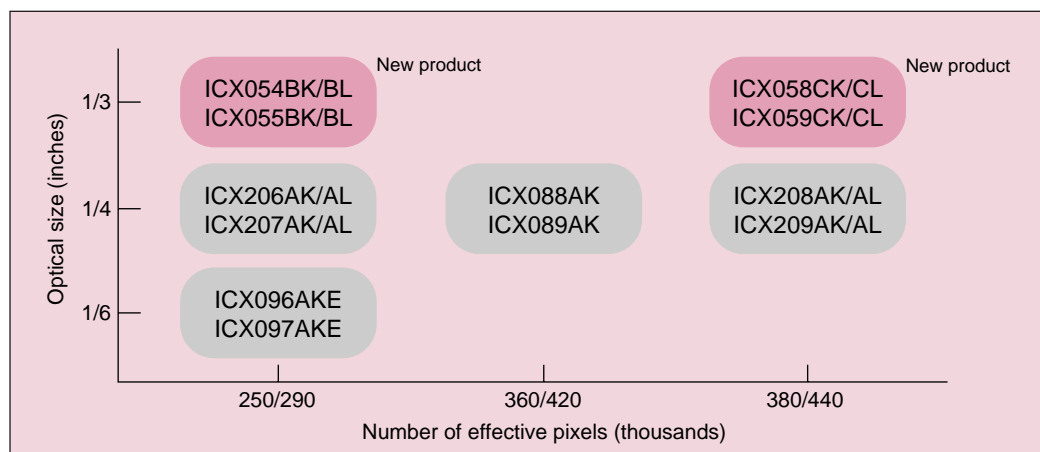 New product
New product
ICX054BK/BL
ICX055BK/BL
ICX058CK/CL
ICX059CK/CL
1/3
ICX206AK/AL
ICX207AK/AL
ICX088AK
ICX089AK
ICX208AK/AL
ICX209AK/AL
1/4
Optical size (inches)
ICX096AKE
ICX097AKE
1/6
250/290
360/420
380/440
Number of effective pixels (thousands)